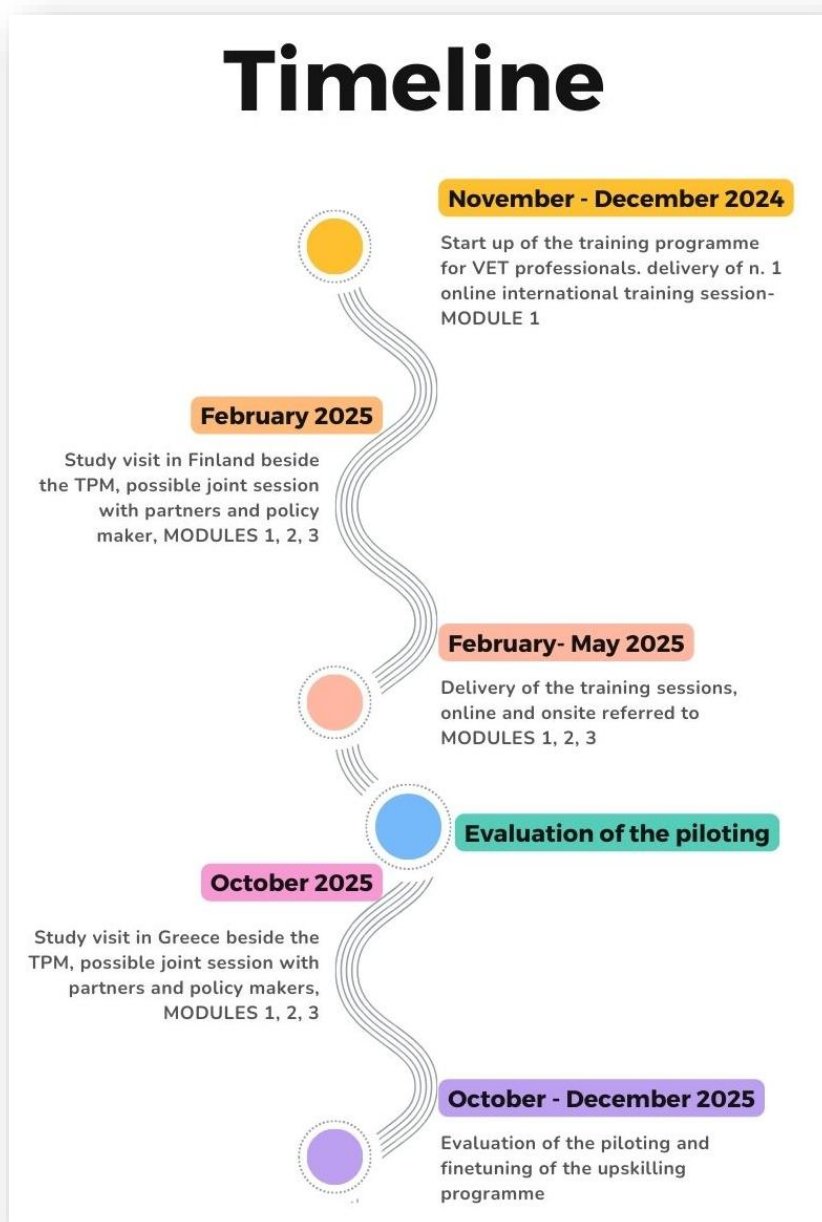 Timeline
November - December 2024
Start up of the training programme
for VET professionals. delivery of n. 1
online international training session-
MODULE 1
February 2025
Study visit in Finland beside
the TPM, possible joint session
with partners and policy
maker, MODULES 1, 2, 3
February- May 2025
Delivery of the training sessions,
online and onsite referred to
MODULES 1, 2, 3
Evaluation of the piloting
October 2025
Study visit in Greece beside the
TPM, possible joint session with
partners and policy makers,
MODULES 1, 2, 3
October - December 2025
Evaluation of the piloting and
finetuning of the upskilling
programme